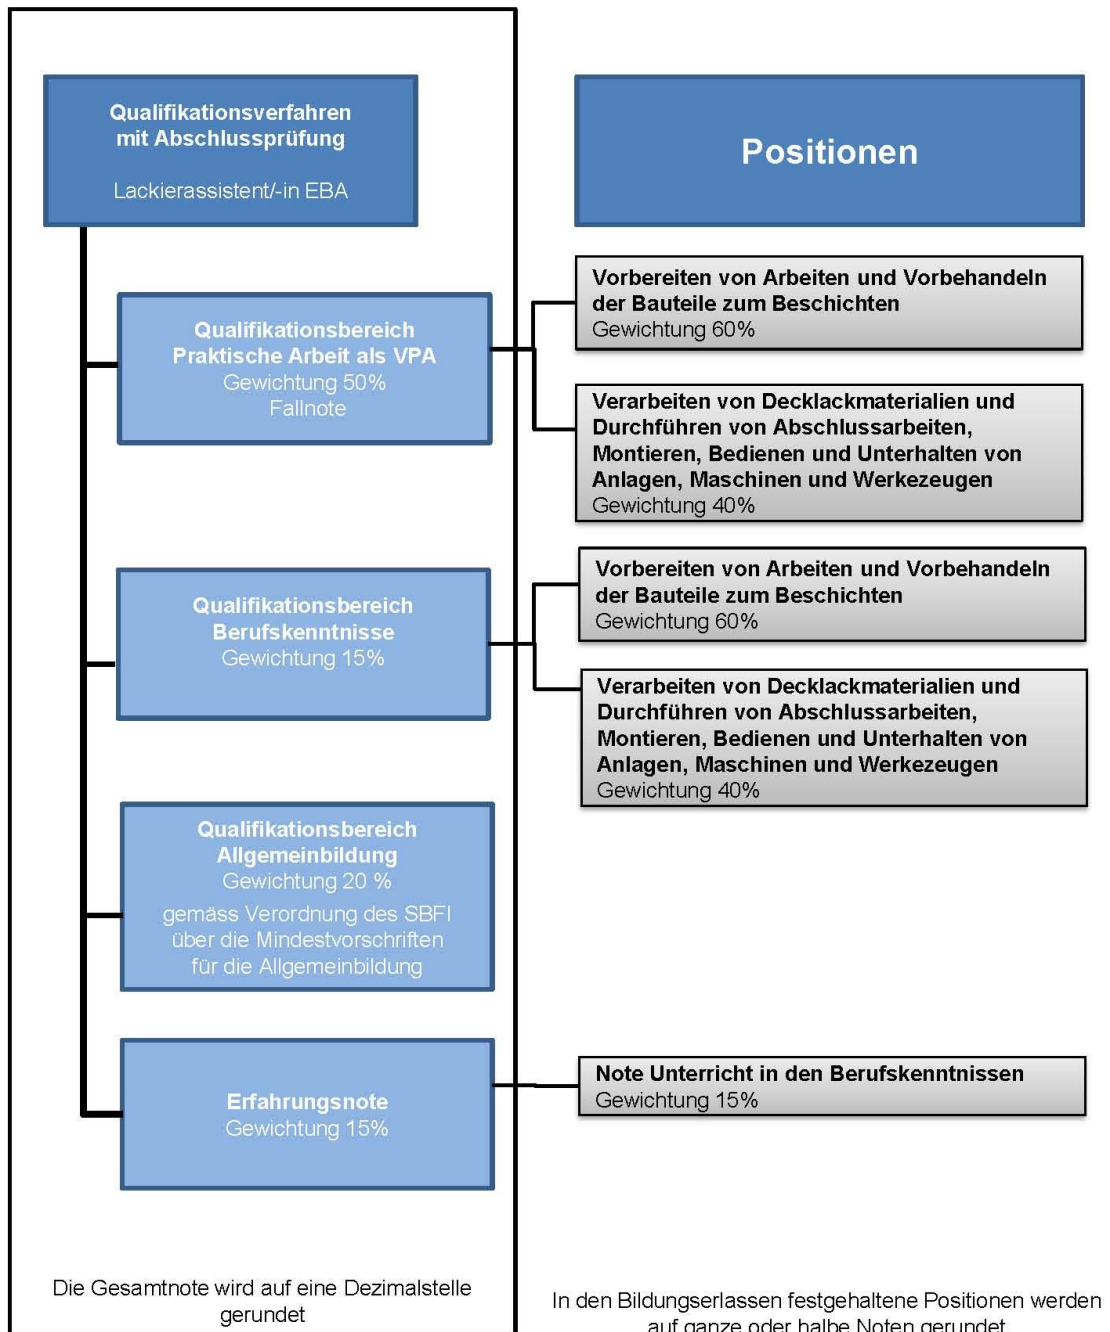 Qualifikationsverfahren
mit Abschlussprüfung
Lackierassistent/-in EBA
Positionen
Qualifikationsbereich
Praktische Arbeit als VPA
Gewichtung 50%
Fallnote
Vorbereiten von Arbeiten und Vorbehandeln
der Bauteile zum Beschichten
Gewichtung 60%
Verarbeiten von Decklackmaterialien und
Durchführen von Abschlussarbeiten,
Montieren, Bedienen und Unterhalten von
Anlagen, Maschinen und Werkezeugen
Gewichtung 40%
Qualifikationsbereich
Berufskenntnisse
Gewichtung 15%
Vorbereiten von Arbeiten und Vorbehandeln
der Bauteile zum Beschichten
Gewichtung 60%
Verarbeiten von Decklackmaterialien und
Durchführen von Abschlussarbeiten,
Montieren, Bedienen und Unterhalten von
Anlagen, Maschinen und Werkezeugen
Gewichtung 40%
Qualifikationsbereich
Allgemeinbildung
Gewichtung 20 %
gemäss Verordnung des SBFI
über die Mindestvorschriften
für die Allgemeinbildung
Erfahrungsnote
Gewichtung 15%
Note Unterricht in den Berufskenntnissen
Gewichtung 15%
Die Gesamtnote wird auf eine Dezimalstelle
gerundet
In den Bildungserlassen festgehaltene Positionen werden
auf ganze oder halbe Noten gerundet